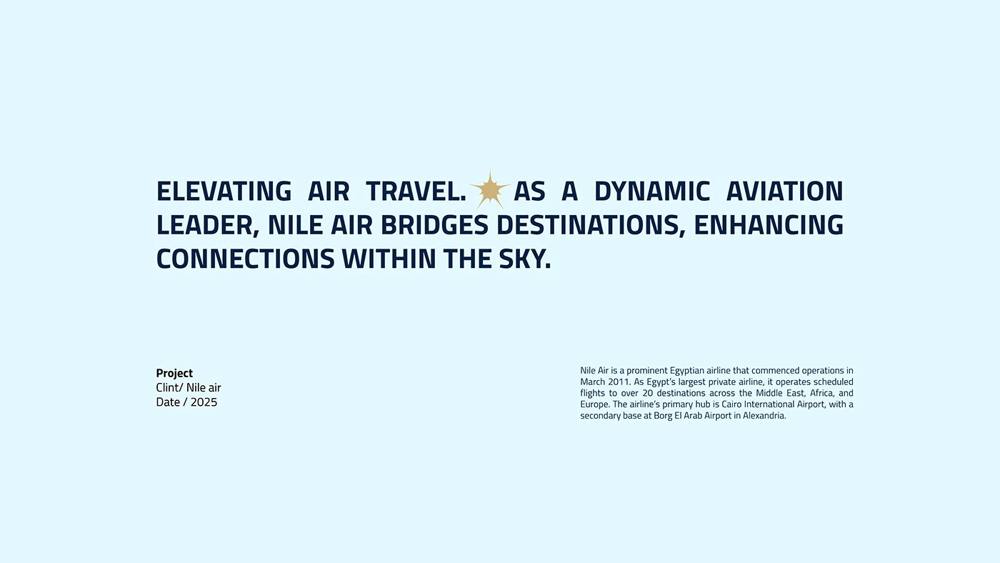 ELEVATING AIR TRAVEL. AS A DYNAMIC AVIATION
LEADER, NILE AIR BRIDGES DESTINATIONS, ENHANCING
CONNECTIONS WITHIN THE SKY.
Project
Clint/ Nile air
Date / 2025
Nile Air is a prominent Egyptian airline that commenced operations in
March 2011. As Egypt's largest private airline, it operates scheduled
flights to over 20 destinations across the Middle East, Africa, and
Europe. The airline's primary hub is Cairo International Airport, with a
secondary base at Borg El Arab Airport in Alexandria.